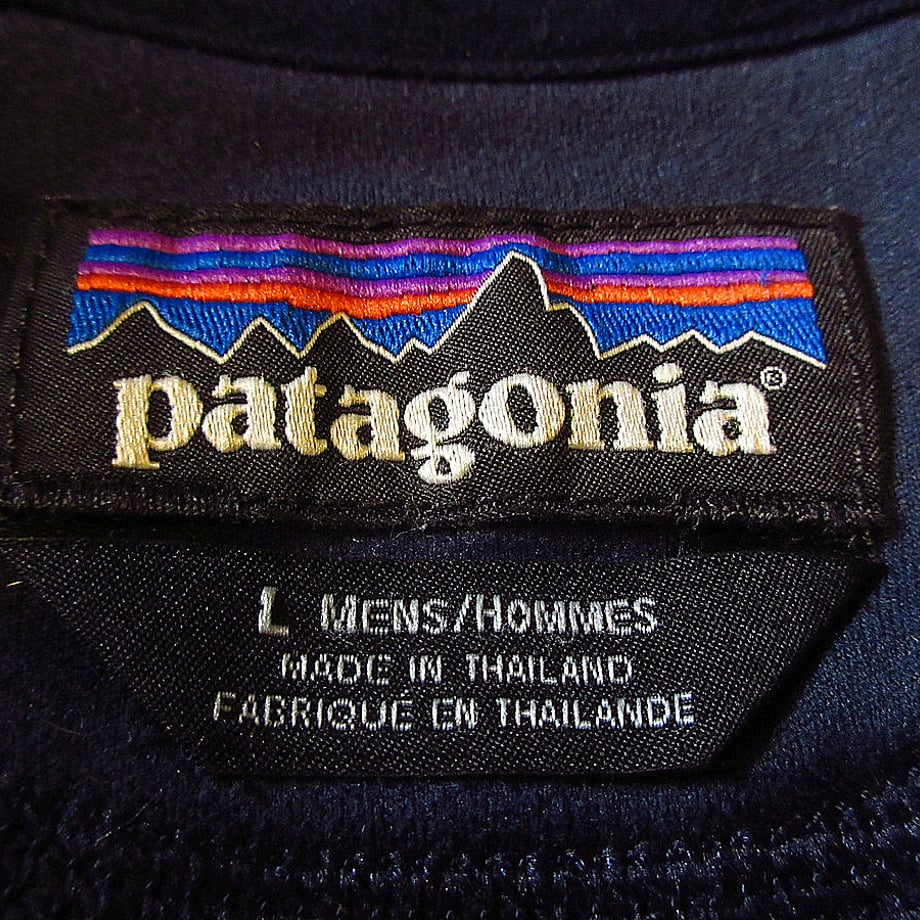 patagonia®
L MENS/HOMMES
MADE IN THAILAND
FABRIQUÉ EN THAILANDE